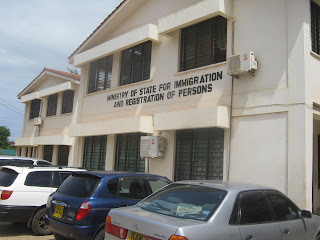 MINISTRY OF STATE FOR IMMIGRATION
AND REGISTRATION OF PERSONS